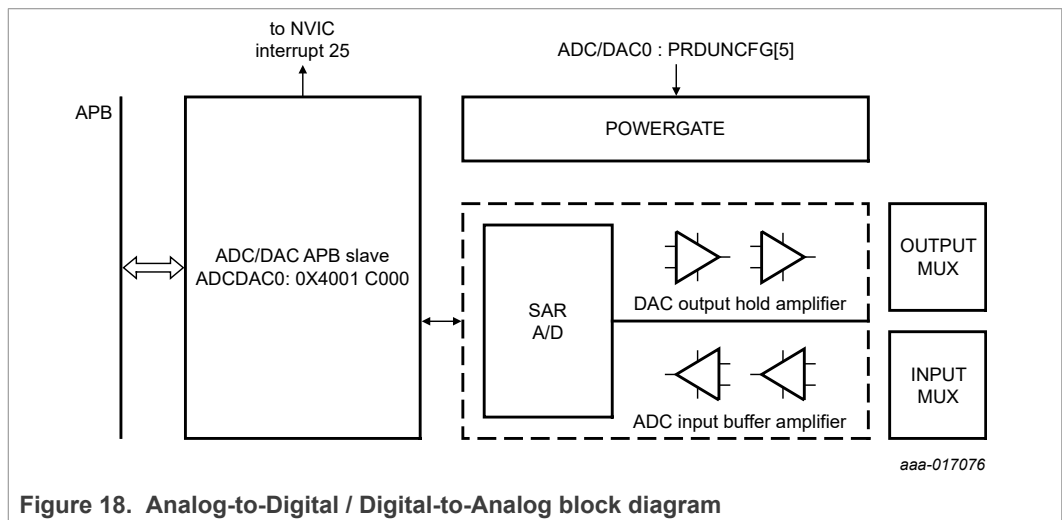 to NVIC
interrupt 25
ADC/DAC0 : PRDUNCFG[5]
APB
POWERGATE
ADC/DAC APB slave
ADCDAC0: 0X4001 C000
SAR
A/D
DAC output hold amplifier
ADC input buffer amplifier
OUTPUT
MUX
INPUT
MUX
aaa-017076
Figure 18. Analog-to-Digital / Digital-to-Analog block diagram